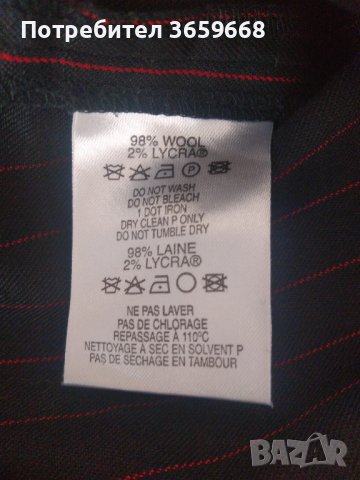 Потребител 3659668
98% WOOL
2% LYCRA®
P
DO NOT WASH
DO NOT BLEACH
1 DOT IRON
DRY CLEAN P ONLY
DO NOT TUMBLE DRY
98% LAINE
2% LYCRA®
NE PAS LAVER
PAS DE CHLORAGE
REPASSAGE À 110°C
NETTOYAGE À SEC EN SOLVENT P
PAS DE SECHAGE EN TAMBOUR
BAZAR